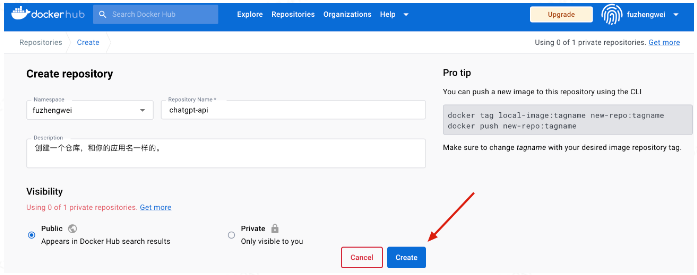 dockerhub Search Docker Hub Explore Repositories Organizations Help Upgrade fuzhengwei
Repositories Create Using 0 of 1 private repositories. Get more
Create repository
Namespace
fuzhengwei
Repository Name *
chatgpt-api
Description
创建一个仓库，和你的应用名一样的。
Visibility
Using 0 of 1 private repositories. Get more
Public
Appears in Docker Hub search results
Private
Only visible to you
Cancel Create
Pro tip
You can push a new image to this repository using the CLI
docker tag local-image:tagname new-repo:tagname
docker push new-repo:tagname
Make sure to change tagname with your desired image repository tag.